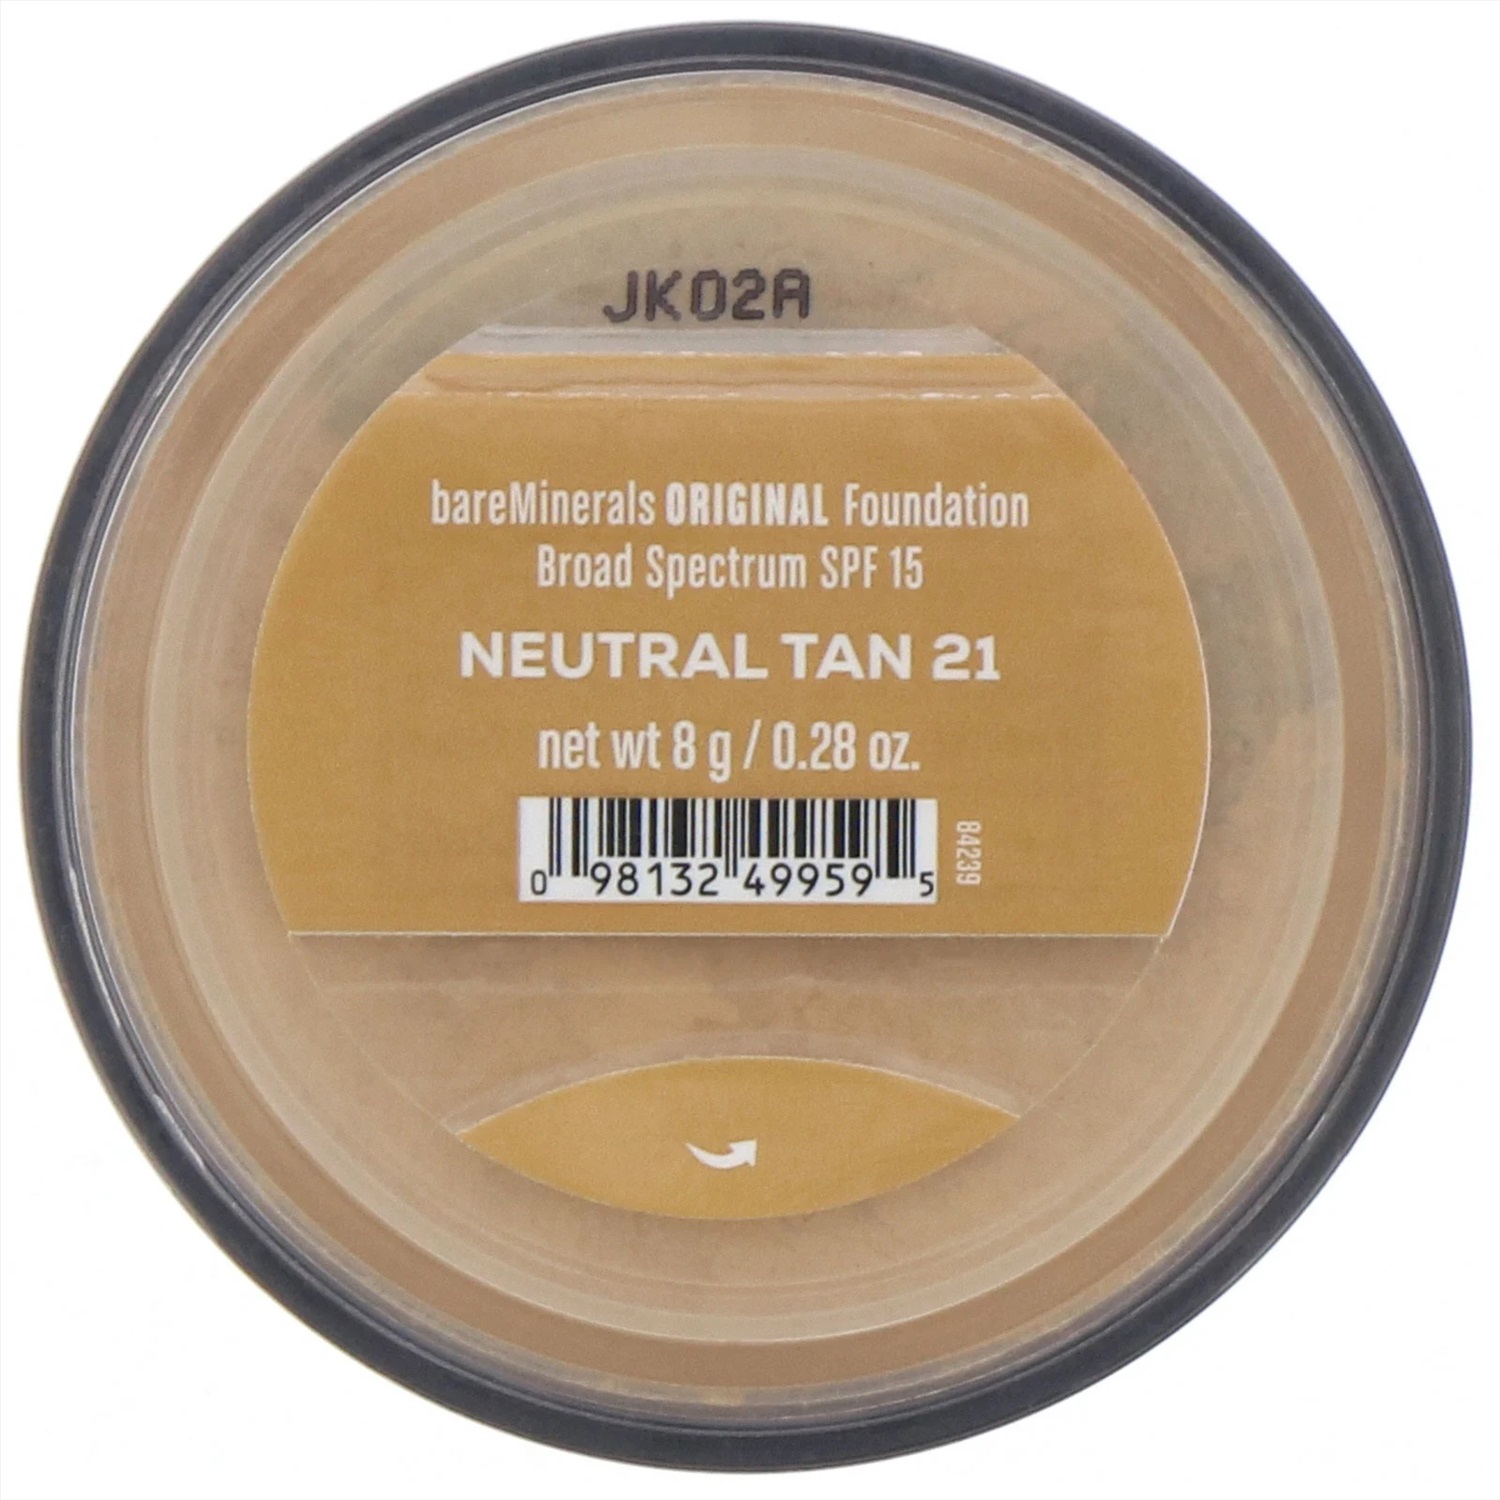 JK02A
bareMinerals ORIGINAL Foundation
Broad Spectrum SPF 15
NEUTRAL TAN 21
net wt 8 g / 0.28 oz.
84239
0 98132 49959 5